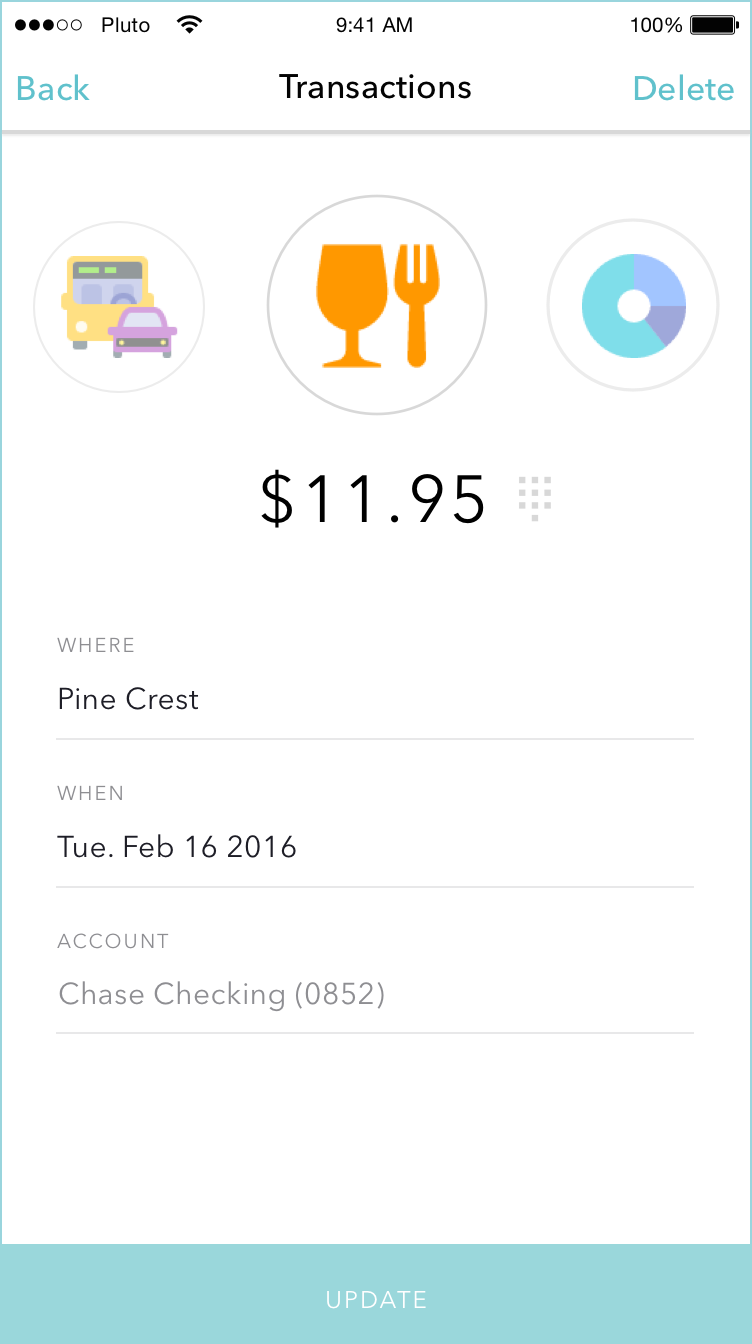 Pluto 9:41 AM 100%
Back Transactions Delete
$11.95
WHERE
Pine Crest
WHEN
Tue. Feb 16 2016
ACCOUNT
Chase Checking (0852)
UPDATE